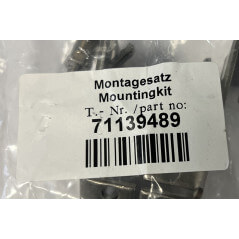 Montagesatz
Mountingkit
T.- Nr. /part no:
71139489